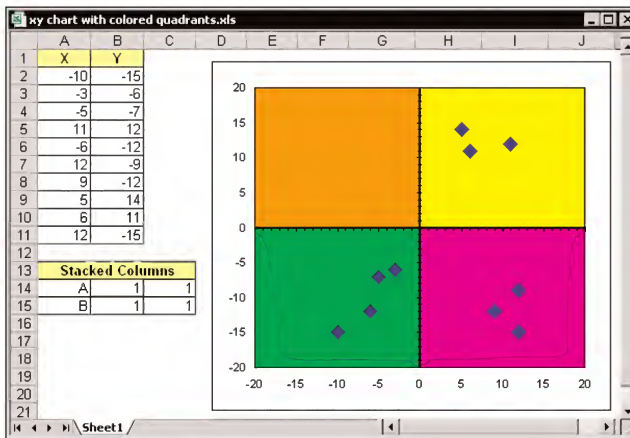 xy chart with colored quadrants.xls
A B C D E F G H I J
1 X Y
2 -10 -15
3 -3 -6
4 -5 -7
5 11 12
6 -6 -12
7 12 -9
8 9 -12
9 5 14
10 6 11
11 12 -15
12
13 Stacked Columns
14 A 1 1
15 B 1 1
16
17
18
19
20
21
20
15
10
5
0
-5
-10
-15
-20
-20 -15 -10 -5 0 5 10 15 20
Sheet1